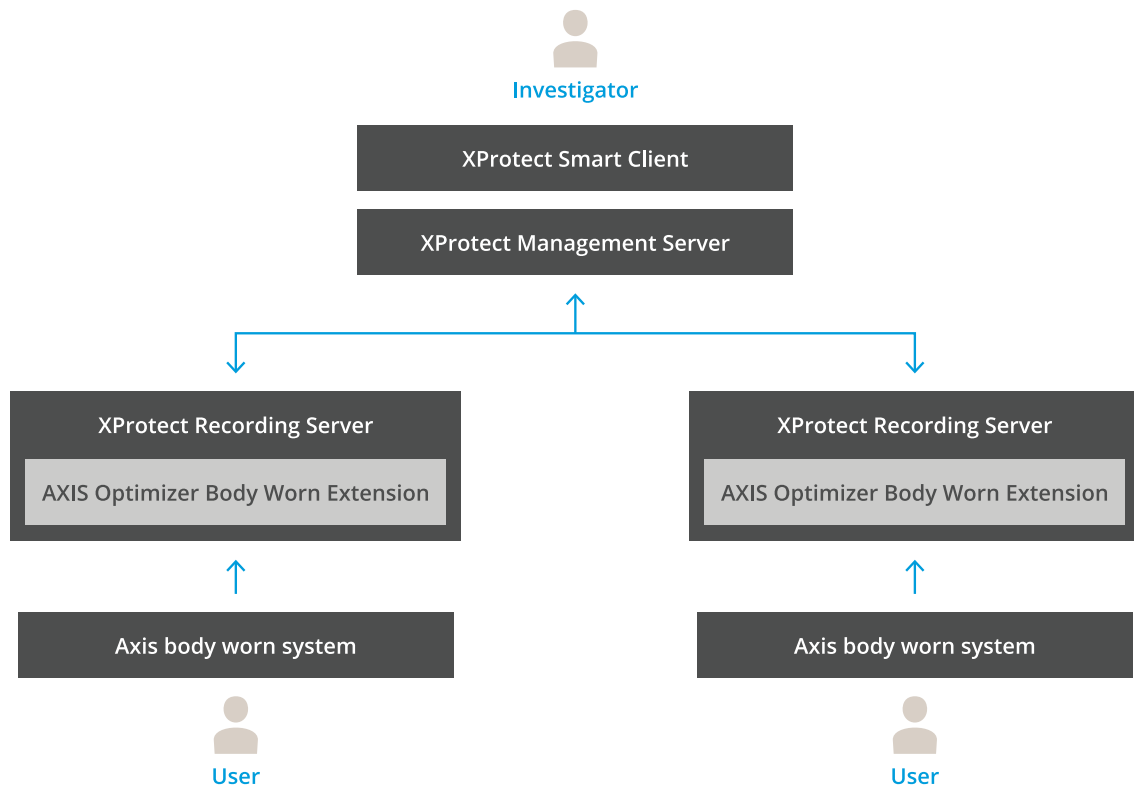 Investigator
XProtect Smart Client
XProtect Management Server
XProtect Recording Server
AXIS Optimizer Body Worn Extension
Axis body worn system
User
XProtect Recording Server
AXIS Optimizer Body Worn Extension
Axis body worn system
User